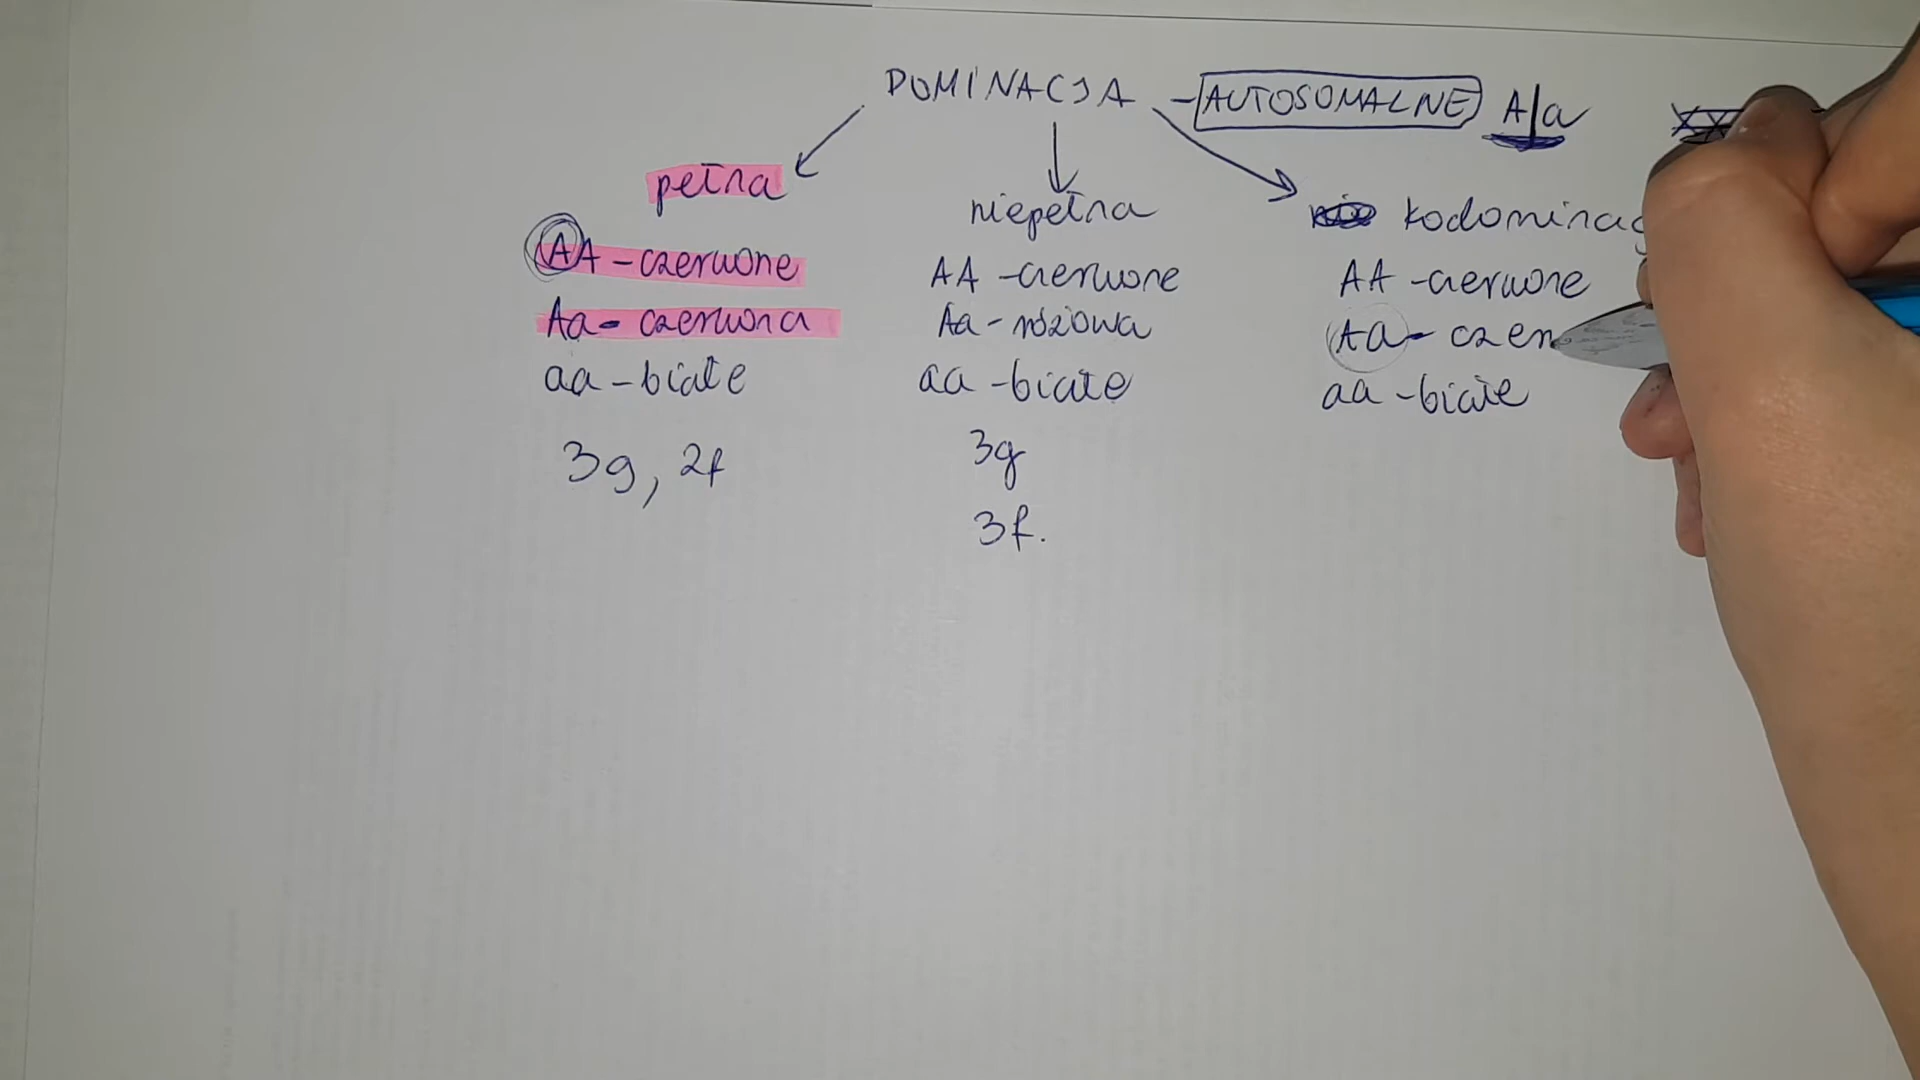 DOMINACJA - AUTOSOMALNE A|a
pełna
AA - czerwone
Aa - czerwona
aa - białe
3g, 2f
niepełna
AA - czerwone
Aa - różowa
aa - białe
3g
3f.
kodominac
AA - czerwone
Aa - czerw
aa - białe